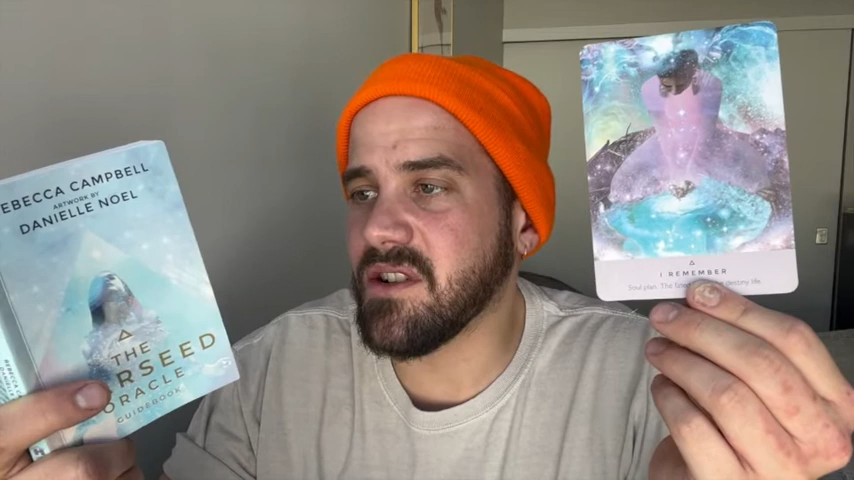 EBECCA CAMPBELL
ARTWORK BY
DANIELLE NOEL
THE
RSEED
ORACLE
GUIDEBOOK
I REMEMBER
Soul plan. The destiny life.